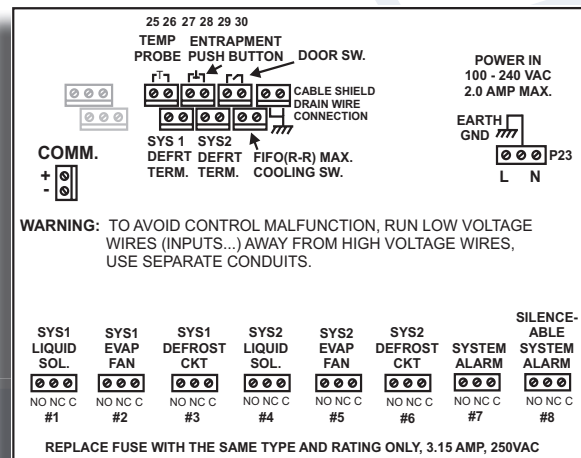 25 26 27 28 29 30
TEMP PROBE
ENTRAPMENT PUSH BUTTON
DOOR SW.
CABLE SHIELD
DRAIN WIRE
CONNECTION
SYS 1
DEFRT
TERM.
SYS2
DEFRT
TERM.
FIFO(R-R) MAX.
COOLING SW.
COMM.
+
-
POWER IN
100 - 240 VAC
2.0 AMP MAX.
EARTH
GND
P23
L N
WARNING: TO AVOID CONTROL MALFUNCTION, RUN LOW VOLTAGE
WIRES (INPUTS...) AWAY FROM HIGH VOLTAGE WIRES,
USE SEPARATE CONDUITS.
SYS1
LIQUID
SOL.
NO NC C
#1
SYS1
EVAP
FAN
NO NC C
#2
SYS1
DEFROST
CKT
NO NC C
#3
SYS2
LIQUID
SOL.
NO NC C
#4
SYS2
EVAP
FAN
NO NC C
#5
SYS2
DEFROST
CKT
NO NC C
#6
SYSTEM
ALARM
NO NC C
#7
SILENCE-
ABLE
SYSTEM
ALARM
NO NC C
#8
REPLACE FUSE WITH THE SAME TYPE AND RATING ONLY, 3.15 AMP, 250VAC